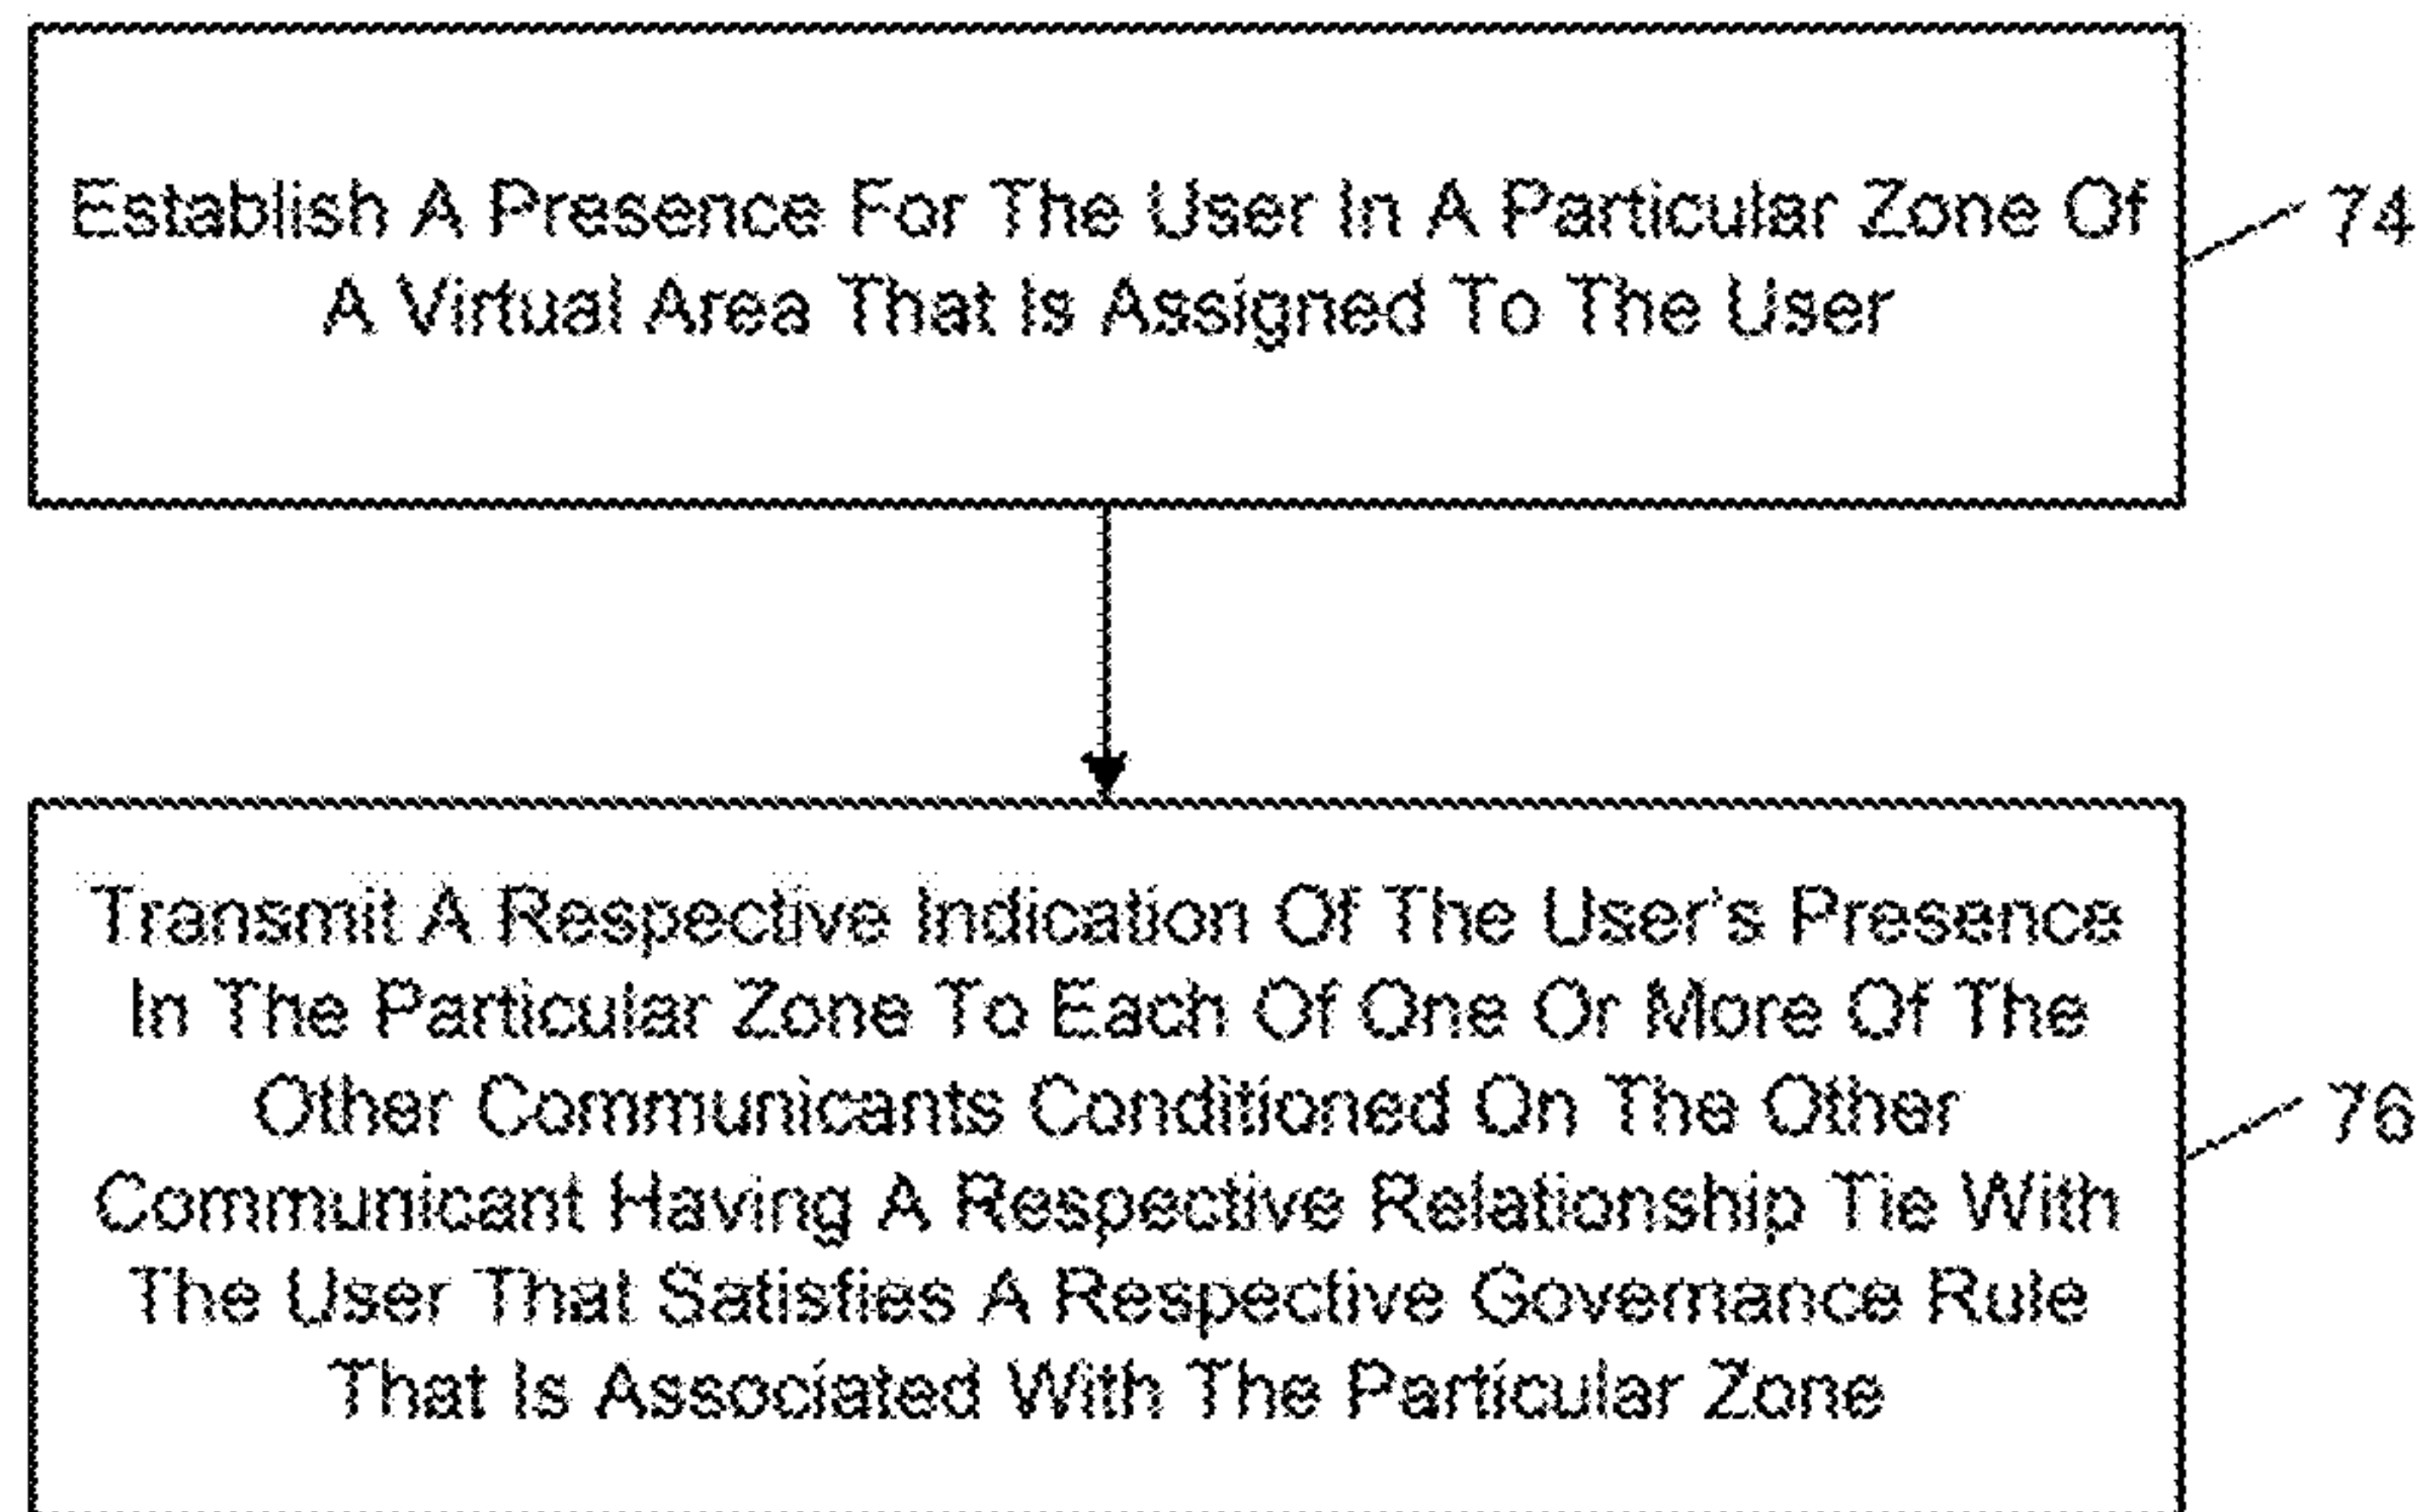 Establish A Presence For The User In A Particular Zone Of
A Virtual Area That Is Assigned To The User
74
Transmit A Respective Indication Of The User's Presence
In The Particular Zone To Each Of One Or More Of The
Other Communicants Conditioned On The Other
Communicant Having A Respective Relationship Tie With
The User That Satisfies A Respective Governance Rule
That Is Associated With The Particular Zone
76